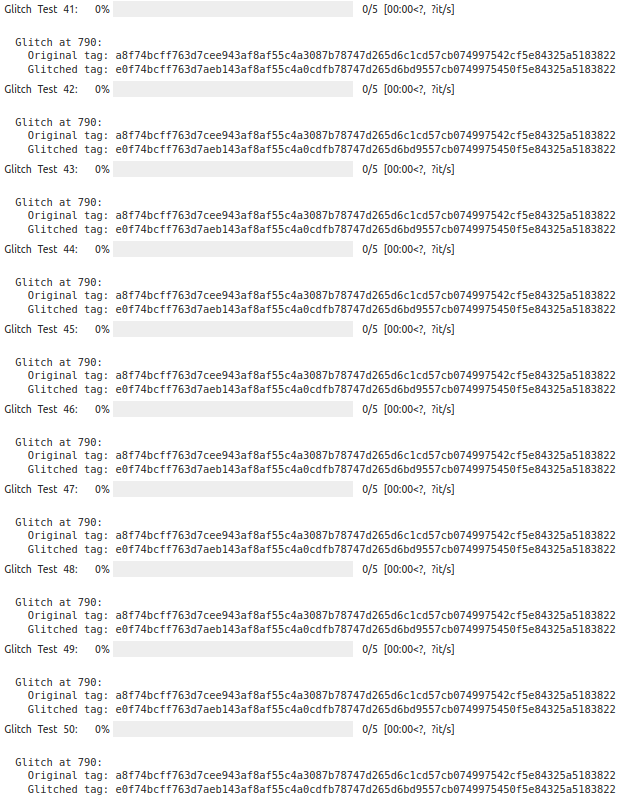 Glitch Test 41: 0% 0/5 [00:00<?, ?it/s]
Glitch at 790:
Original tag: a8f74bcff763d7cee943af8af55c4a3087b78747d265d6c1cd57cb074997542cf5e84325a5183822
Glitched tag: e0f74bcff763d7aeb143af8af55c4a0cdfb78747d265d6bd9557cb0749975450f5e84325a5183822
Glitch Test 42: 0% 0/5 [00:00<?, ?it/s]
Glitch at 790:
Original tag: a8f74bcff763d7cee943af8af55c4a3087b78747d265d6c1cd57cb074997542cf5e84325a5183822
Glitched tag: e0f74bcff763d7aeb143af8af55c4a0cdfb78747d265d6bd9557cb0749975450f5e84325a5183822
Glitch Test 43: 0% 0/5 [00:00<?, ?it/s]
Glitch at 790:
Original tag: a8f74bcff763d7cee943af8af55c4a3087b78747d265d6c1cd57cb074997542cf5e84325a5183822
Glitched tag: e0f74bcff763d7aeb143af8af55c4a0cdfb78747d265d6bd9557cb0749975450f5e84325a5183822
Glitch Test 44: 0% 0/5 [00:00<?, ?it/s]
Glitch at 790:
Original tag: a8f74bcff763d7cee943af8af55c4a3087b78747d265d6c1cd57cb074997542cf5e84325a5183822
Glitched tag: e0f74bcff763d7aeb143af8af55c4a0cdfb78747d265d6bd9557cb0749975450f5e84325a5183822
Glitch Test 45: 0% 0/5 [00:00<?, ?it/s]
Glitch at 790:
Original tag: a8f74bcff763d7cee943af8af55c4a3087b78747d265d6c1cd57cb074997542cf5e84325a5183822
Glitched tag: e0f74bcff763d7aeb143af8af55c4a0cdfb78747d265d6bd9557cb0749975450f5e84325a5183822
Glitch Test 46: 0% 0/5 [00:00<?, ?it/s]
Glitch at 790:
Original tag: a8f74bcff763d7cee943af8af55c4a3087b78747d265d6c1cd57cb074997542cf5e84325a5183822
Glitched tag: e0f74bcff763d7aeb143af8af55c4a0cdfb78747d265d6bd9557cb0749975450f5e84325a5183822
Glitch Test 47: 0% 0/5 [00:00<?, ?it/s]
Glitch at 790:
Original tag: a8f74bcff763d7cee943af8af55c4a3087b78747d265d6c1cd57cb074997542cf5e84325a5183822
Glitched tag: e0f74bcff763d7aeb143af8af55c4a0cdfb78747d265d6bd9557cb0749975450f5e84325a5183822
Glitch Test 48: 0% 0/5 [00:00<?, ?it/s]
Glitch at 790:
Original tag: a8f74bcff763d7cee943af8af55c4a3087b78747d265d6c1cd57cb074997542cf5e84325a5183822
Glitched tag: e0f74bcff763d7aeb143af8af55c4a0cdfb78747d265d6bd9557cb0749975450f5e84325a5183822
Glitch Test 49: 0% 0/5 [00:00<?, ?it/s]
Glitch at 790:
Original tag: a8f74bcff763d7cee943af8af55c4a3087b78747d265d6c1cd57cb074997542cf5e84325a5183822
Glitched tag: e0f74bcff763d7aeb143af8af55c4a0cdfb78747d265d6bd9557cb0749975450f5e84325a5183822
Glitch Test 50: 0% 0/5 [00:00<?, ?it/s]
Glitch at 790:
Original tag: a8f74bcff763d7cee943af8af55c4a3087b78747d265d6c1cd57cb074997542cf5e84325a5183822
Glitched tag: e0f74bcff763d7aeb143af8af55c4a0cdfb78747d265d6bd9557cb0749975450f5e84325a5183822